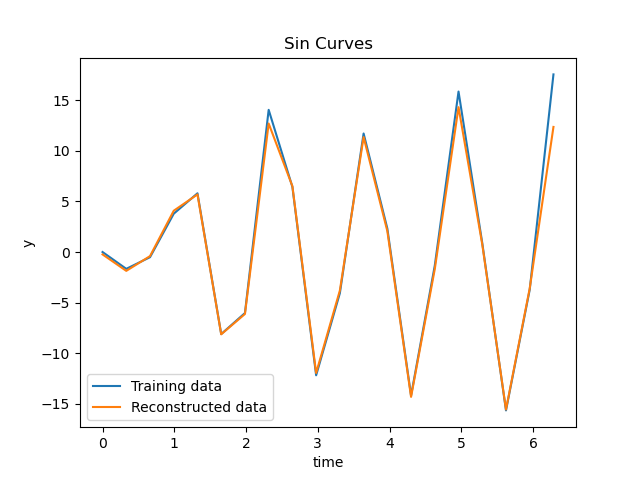 Sin Curves
15
10
5
0
−5
−10
−15
y
Training data
Reconstructed data
0 1 2 3 4 5 6
time